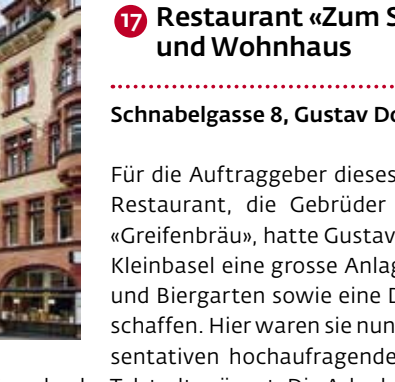 17 Restaurant «Zum S
und Wohnhaus
Schnabelgasse 8, Gustav Do
Für die Auftraggeber dieses
Restaurant, die Gebrüder
«Greifenbräu», hatte Gustav
Kleinbasel eine grosse Anlag
und Biergarten sowie eine D
schaffen. Hier waren sie nun
sentativen hochaufragende